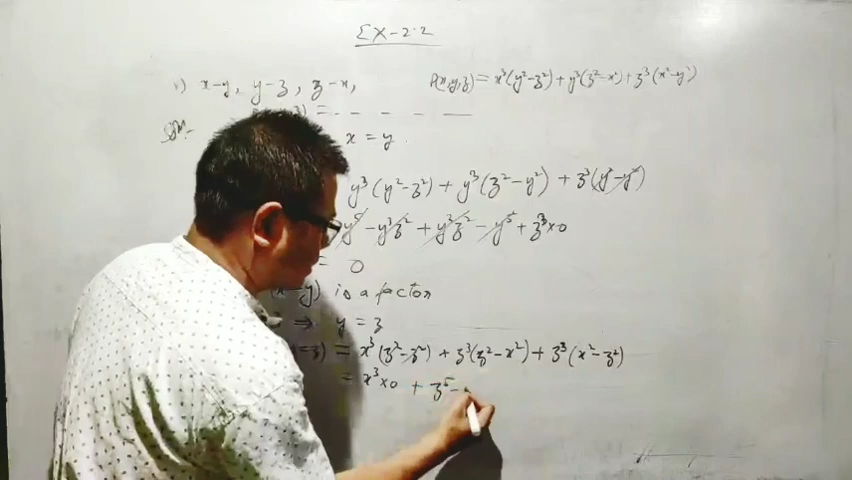 EX-2.2
v) x-y, y-z, z-x, P(x,y,z) = x³(y²-z²)+y³(z²-x²)+z³(x²-y²)
= - - - -
Sol:- x = y.
y³(y²-z²)+y³(z²-y²)+z³(y²-y²)
y⁵-y³z²+y³z²-y⁵+z³×0
= 0
(x-y) is a factor
⇒ y = z
= x³(z²-z²)+z³(z²-x²)+z³(x²-z²)
= x³×0 + z⁵-